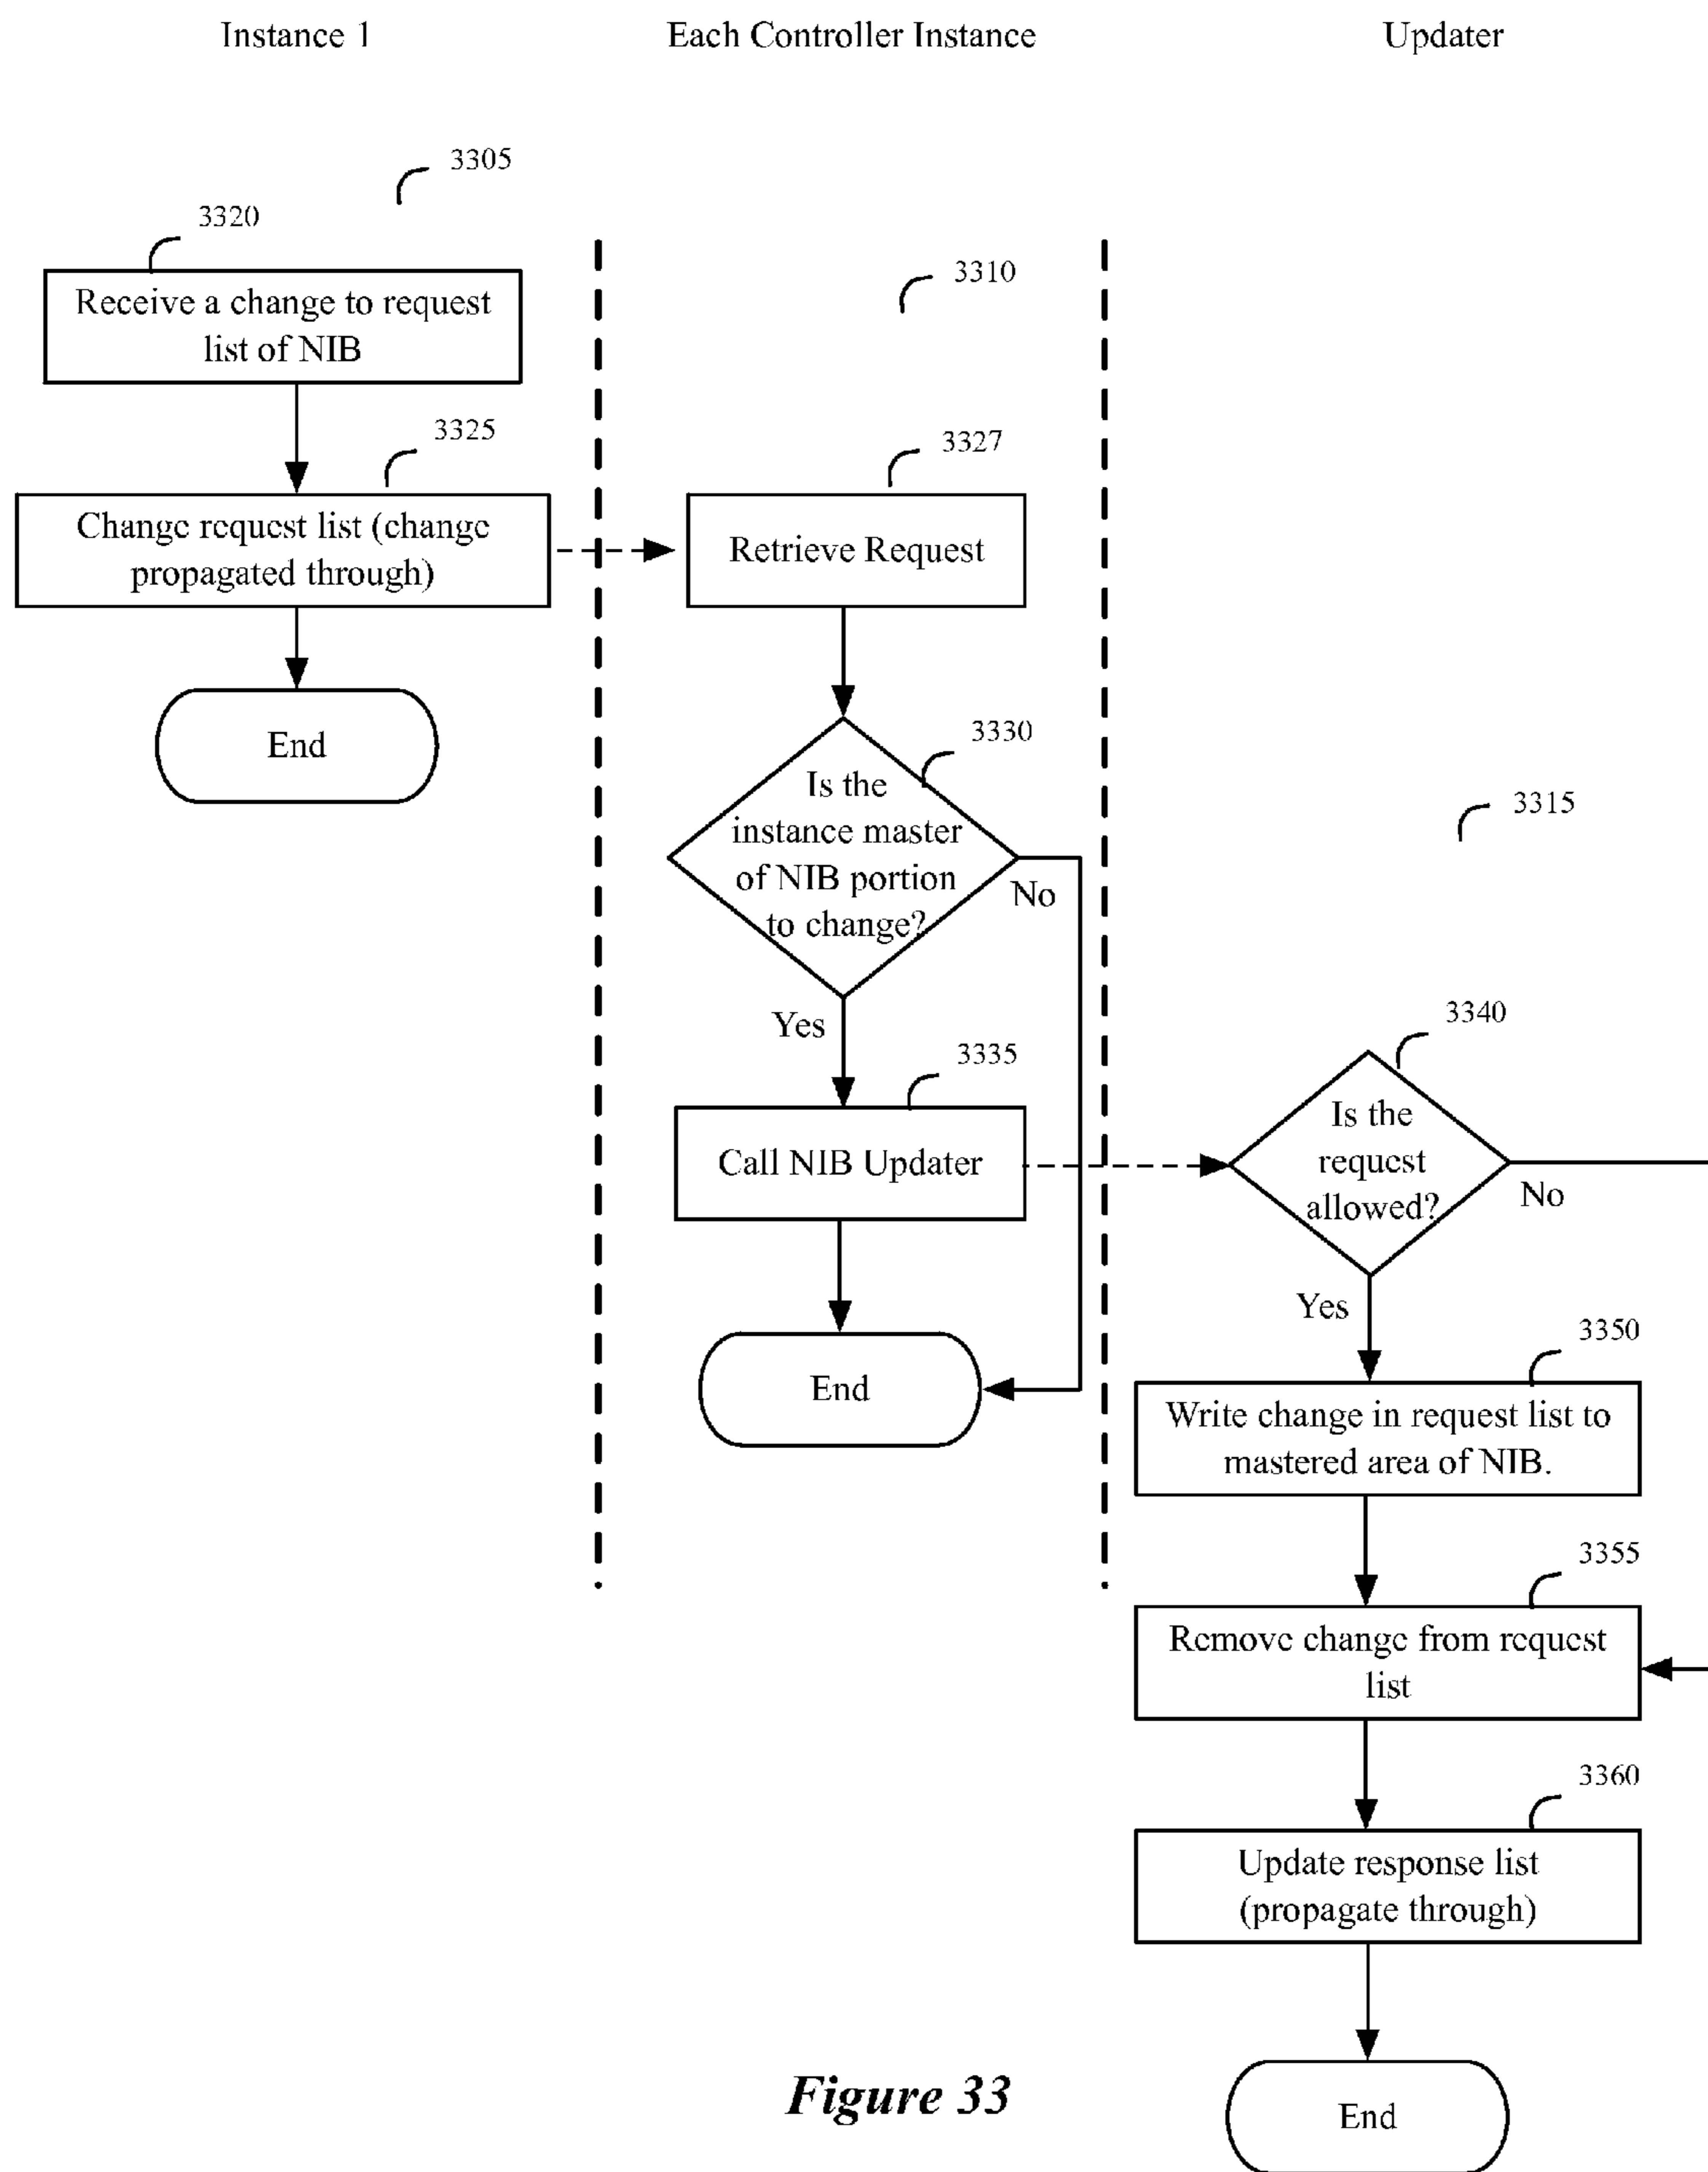 Instance 1
Each Controller Instance
Updater
3305
3320
Receive a change to request
list of NIB
3325
Change request list (change
propagated through)
End
3310
3327
Retrieve Request
3330
Is the
instance master
of NIB portion
to change?
No
Yes
3335
Call NIB Updater
End
3315
3340
Is the
request
allowed?
No
Yes
3350
Write change in request list to
mastered area of NIB.
3355
Remove change from request
list
3360
Update response list
(propagate through)
End
Figure 33